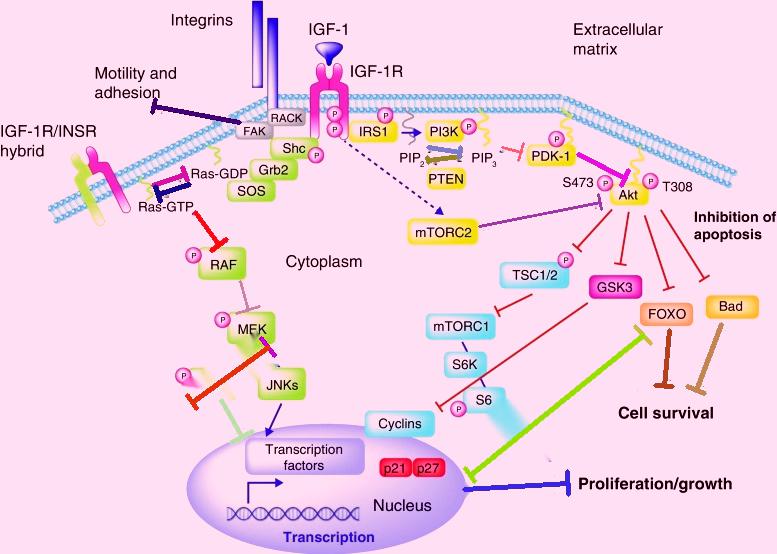 Integrins
IGF-1
Extracellular
matrix
IGF-1R
Motility and
adhesion
RACK
FAK
P
P
IRS1
P
PI3K
P
IGF-1R/INSR
hybrid
Shc
P
PIP2
PIP3
PDK-1
P
Ras-GDP
Grb2
PTEN
SOS
S473
P
Akt
P
T308
Ras-GTP
mTORC2
Inhibition of
apoptosis
P
RAF
Cytoplasm
TSC1/2
P
GSK3
FOXO
Bad
P
MEK
mTORC1
S6K
P
JNKs
P
S6
Cell survival
Cyclins
Transcription
factors
p21
p27
Proliferation/growth
Nucleus
Transcription